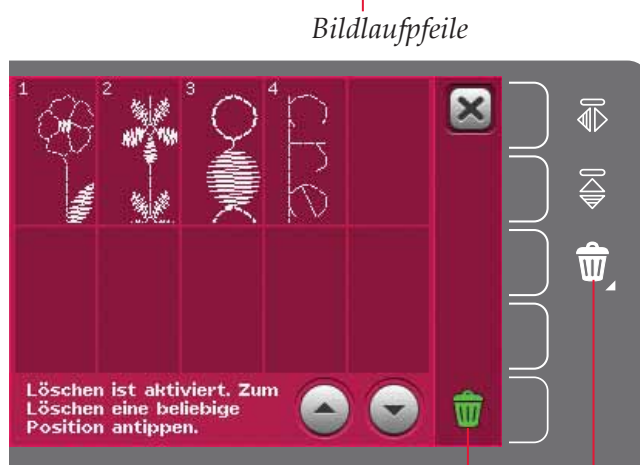 Bildlaufpfeile
1 2 3 4
Löschen ist aktiviert. Zum
Löschen eine beliebige
Position antippen.